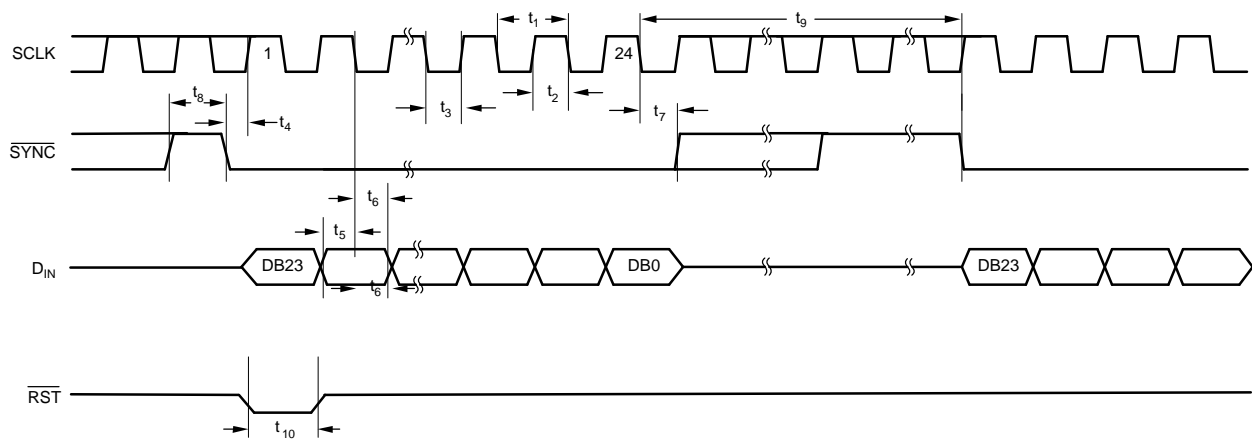 t1
t9
SCLK
1
24
t8
t4
t3
t2
t7
SYNC
t6
t5
DIN
DB23
DB0
DB23
t6
RST
t10